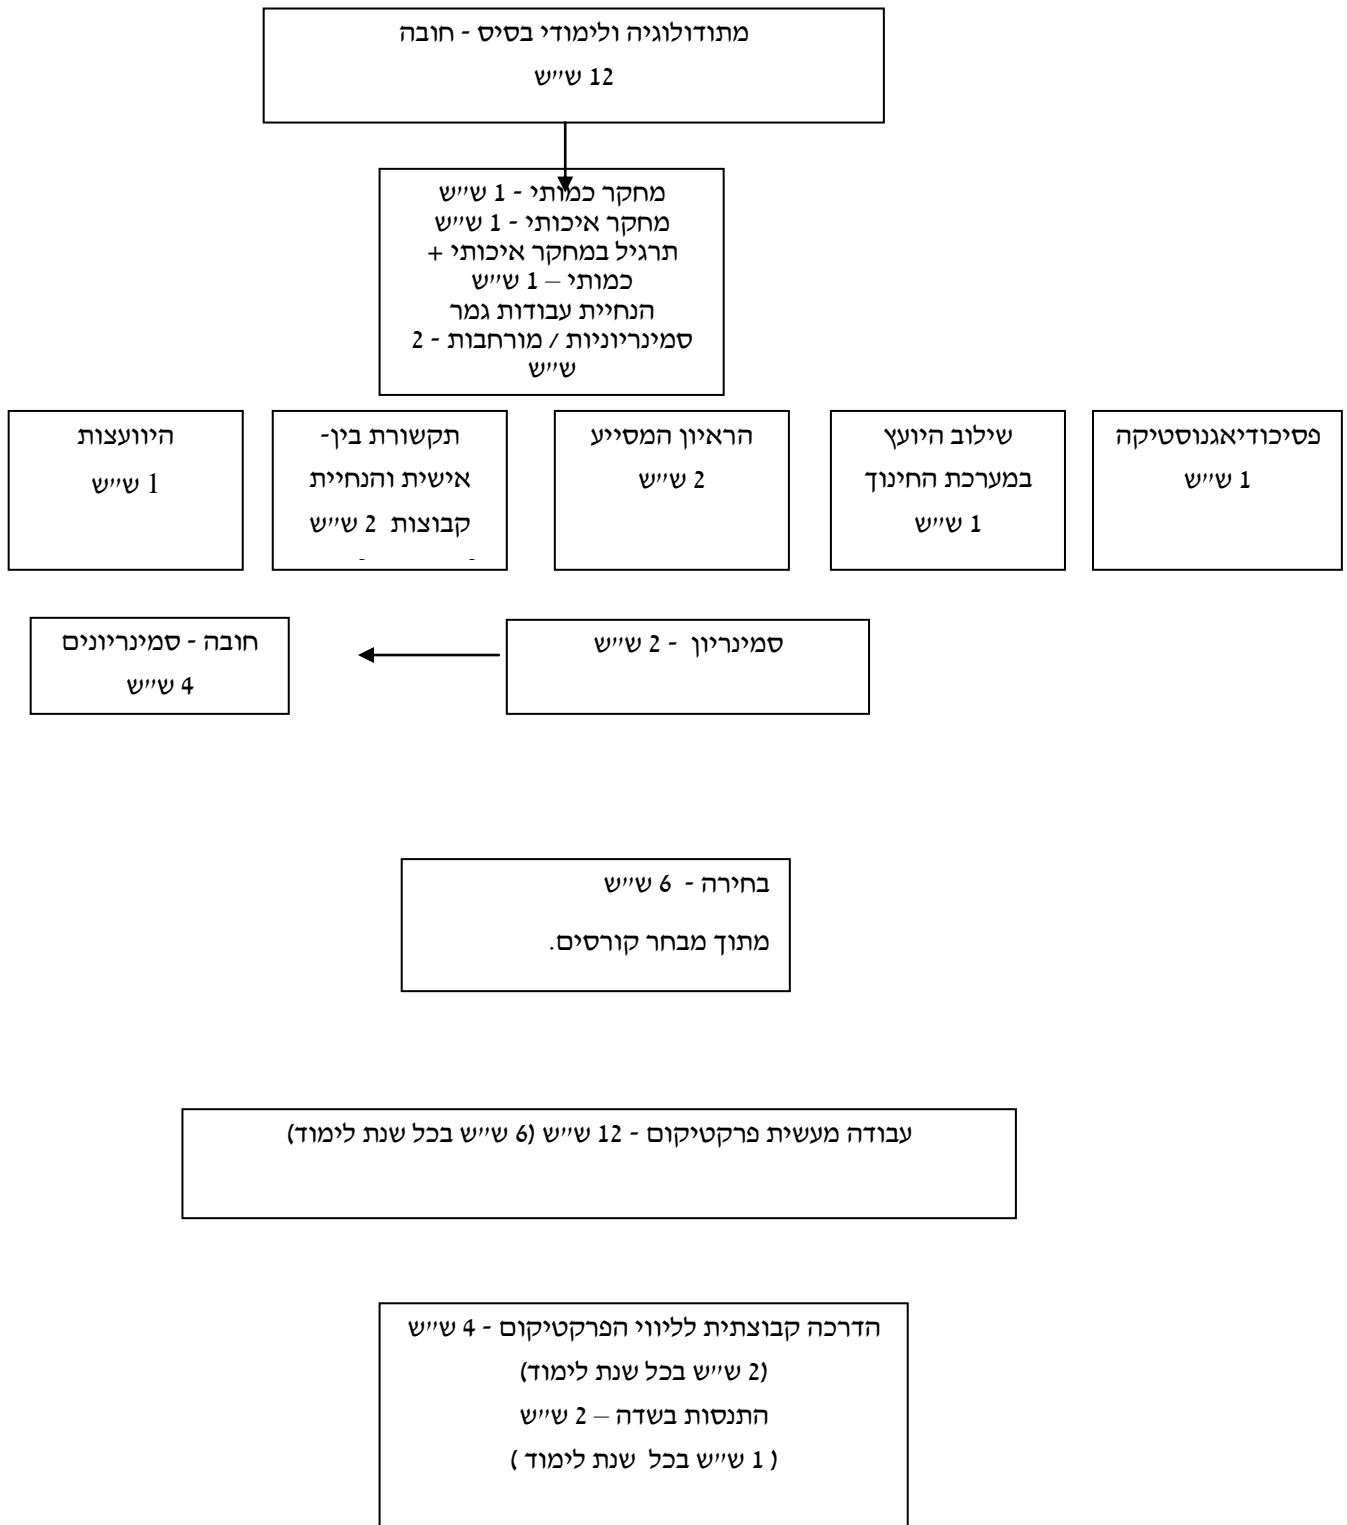 מתודולוגיה ולימודי בסיס - חובה
12 ש״ש
מחקר כמותי - 1 ש״ש
מחקר איכותי - 1 ש״ש
תרגיל במחקר איכותי +
כמותי – 1 ש״ש
הנחיית עבודות גמר
סמינריוניות / מורחבות - 2
ש״ש
פסיכודיאגנוסטיקה
1 ש״ש
שילוב היועץ
במערכת החינוך
1 ש״ש
הראיון המסייע
2 ש״ש
תקשורת בין-
אישית והנחיית
קבוצות 2 ש״ש
היוועצות
1 ש״ש
סמינריון - 2 ש״ש
חובה - סמינריונים
4 ש״ש
בחירה - 6 ש״ש
מתוך מבחר קורסים.
עבודה מעשית פרקטיקום - 12 ש״ש (6 ש״ש בכל שנת לימוד)
הדרכה קבוצתית לליווי הפרקטיקום - 4 ש״ש
(2 ש״ש בכל שנת לימוד)
התנסות בשדה – 2 ש״ש
( 1 ש״ש בכל שנת לימוד )